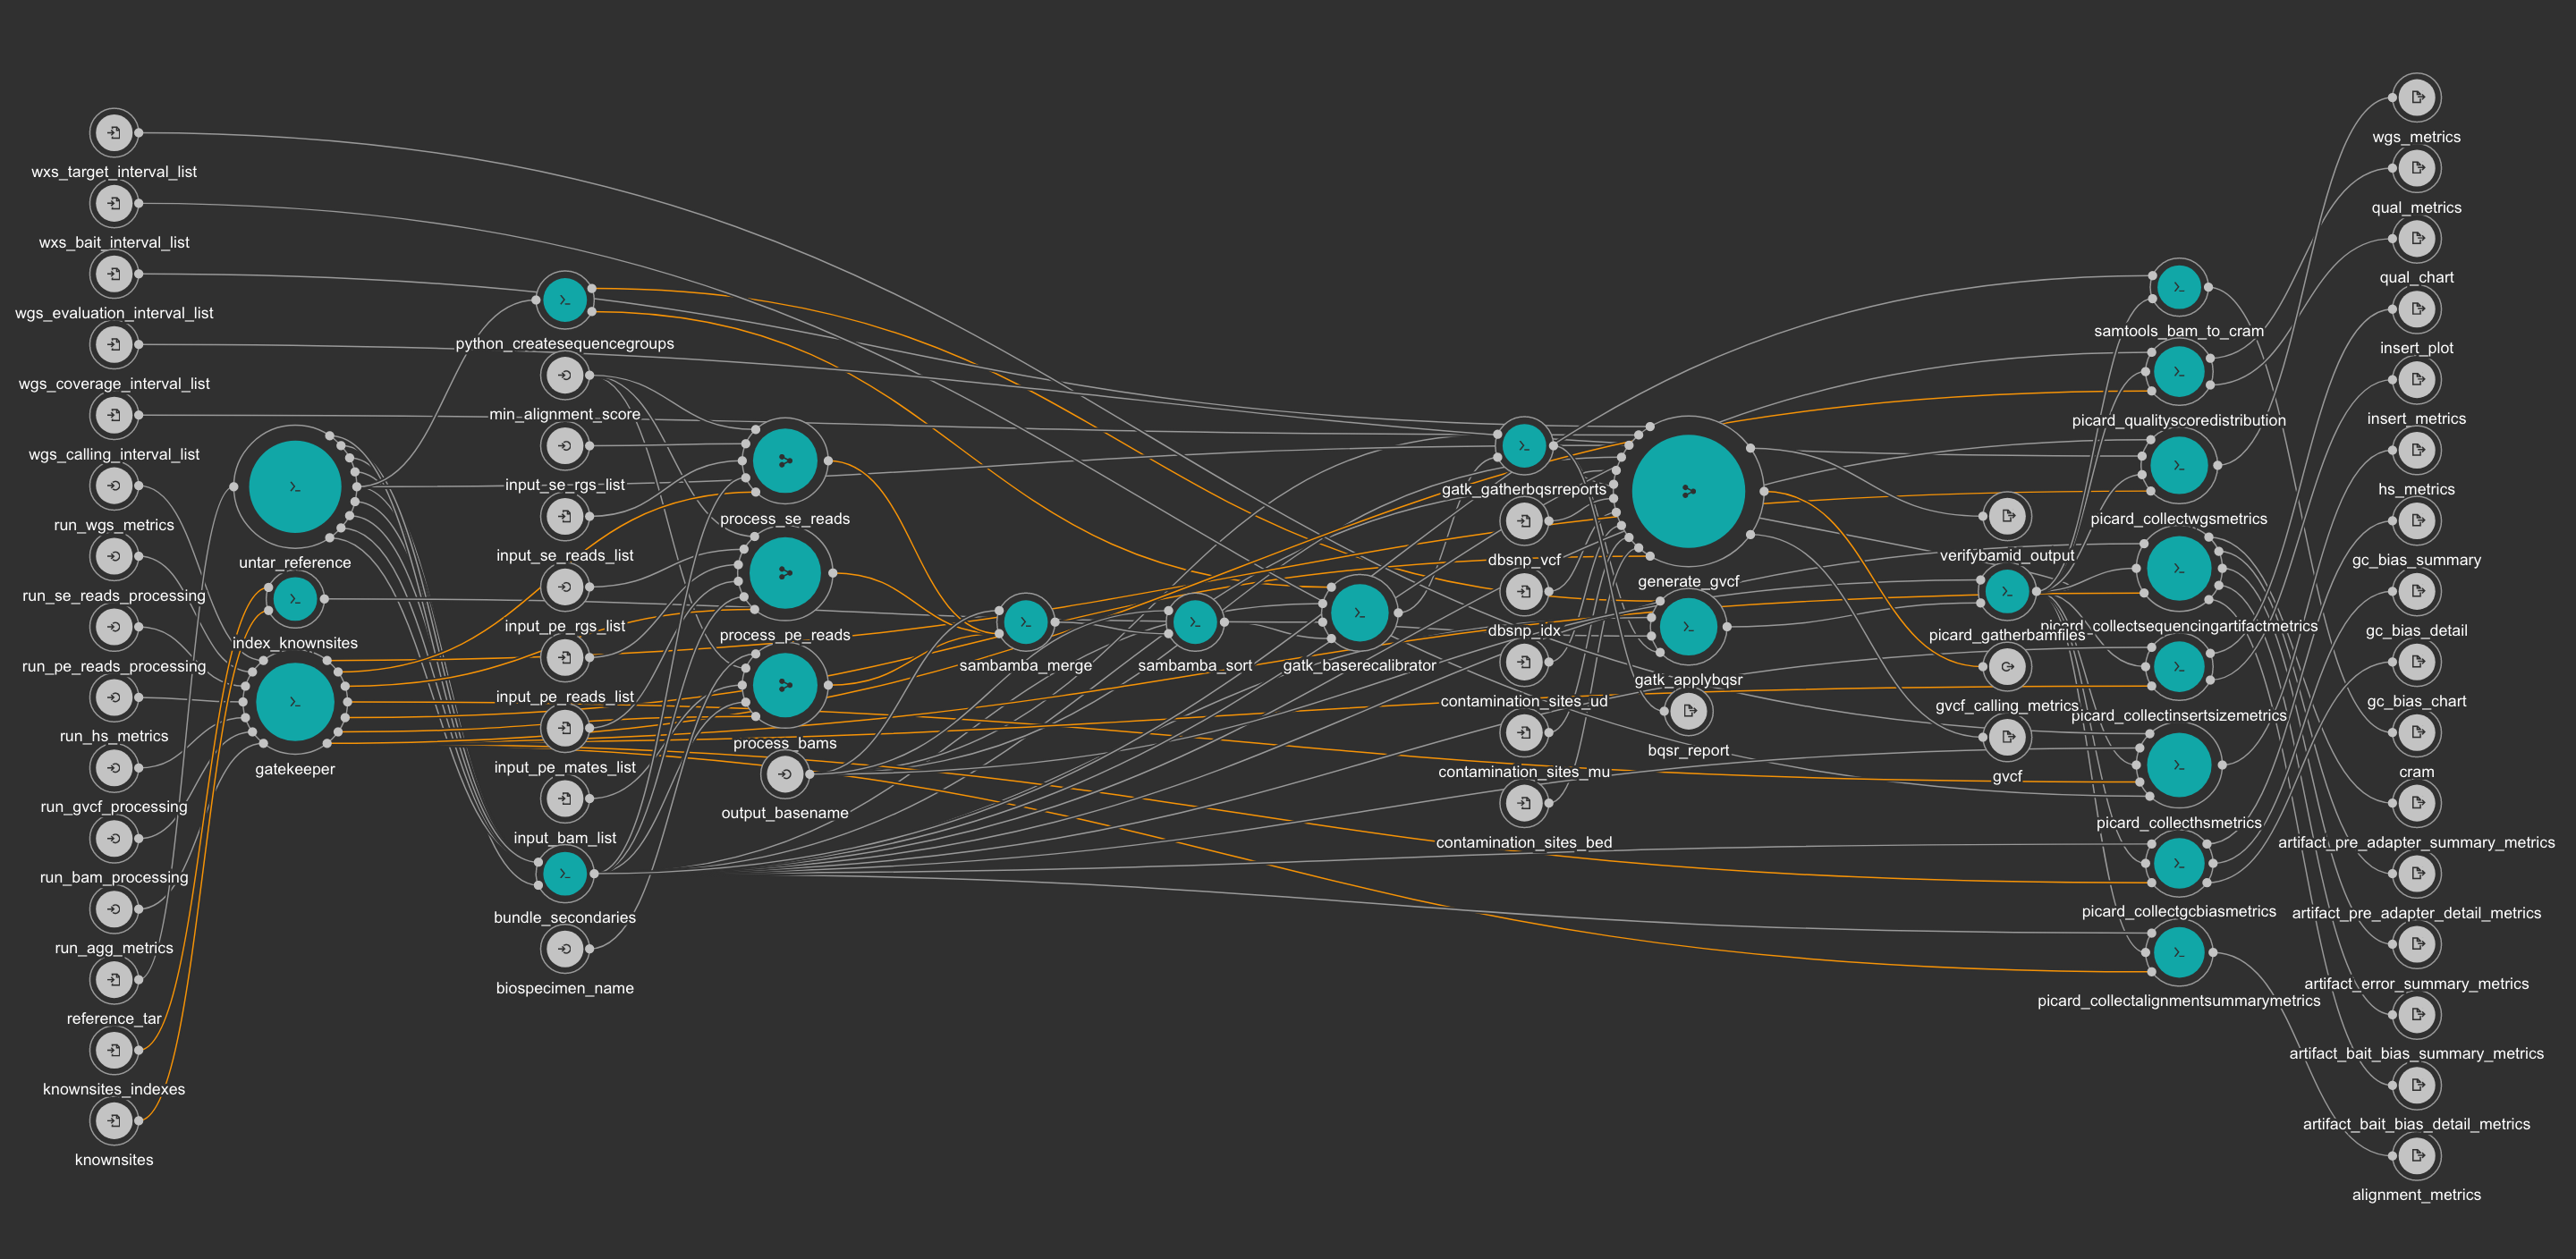 wxs_target_interval_list
wxs_bait_interval_list
wgs_evaluation_interval_list
wgs_coverage_interval_list
wgs_calling_interval_list
run_wgs_metrics
run_se_reads_processing
run_pe_reads_processing
run_hs_metrics
run_gvcf_processing
run_bam_processing
run_agg_metrics
reference_tar
knownsites_indexes
knownsites
untar_reference
index_knownsites
gatekeeper
python_createsequencegroups
min_alignment_score
input_se_rgs_list
input_se_reads_list
input_pe_rgs_list
input_pe_reads_list
input_pe_mates_list
input_bam_list
bundle_secondaries
biospecimen_name
process_se_reads
process_pe_reads
process_bams
output_basename
sambamba_merge
sambamba_sort
gatk_baserecalibrator
gatk_gatherbqsrreports
dbsnp_vcf
dbsnp_idx
contamination_sites_ud
contamination_sites_mu
contamination_sites_bed
generate_gvcf
gatk_applybqsr
bqsr_report
verifybamid_output
picard_gatherbamfiles
gvcf_calling_metrics
gvcf
samtools_bam_to_cram
picard_qualityscoredistribution
picard_collectwgsmetrics
picard_collectsequencingartifactmetrics
picard_collectinsertsizemetrics
picard_collecthsmetrics
picard_collectgcbiasmetrics
picard_collectalignmentsummarymetrics
wgs_metrics
qual_metrics
qual_chart
insert_plot
insert_metrics
hs_metrics
gc_bias_summary
gc_bias_detail
gc_bias_chart
cram
artifact_pre_adapter_summary_metrics
artifact_pre_adapter_detail_metrics
artifact_error_summary_metrics
artifact_bait_bias_summary_metrics
artifact_bait_bias_detail_metrics
alignment_metrics